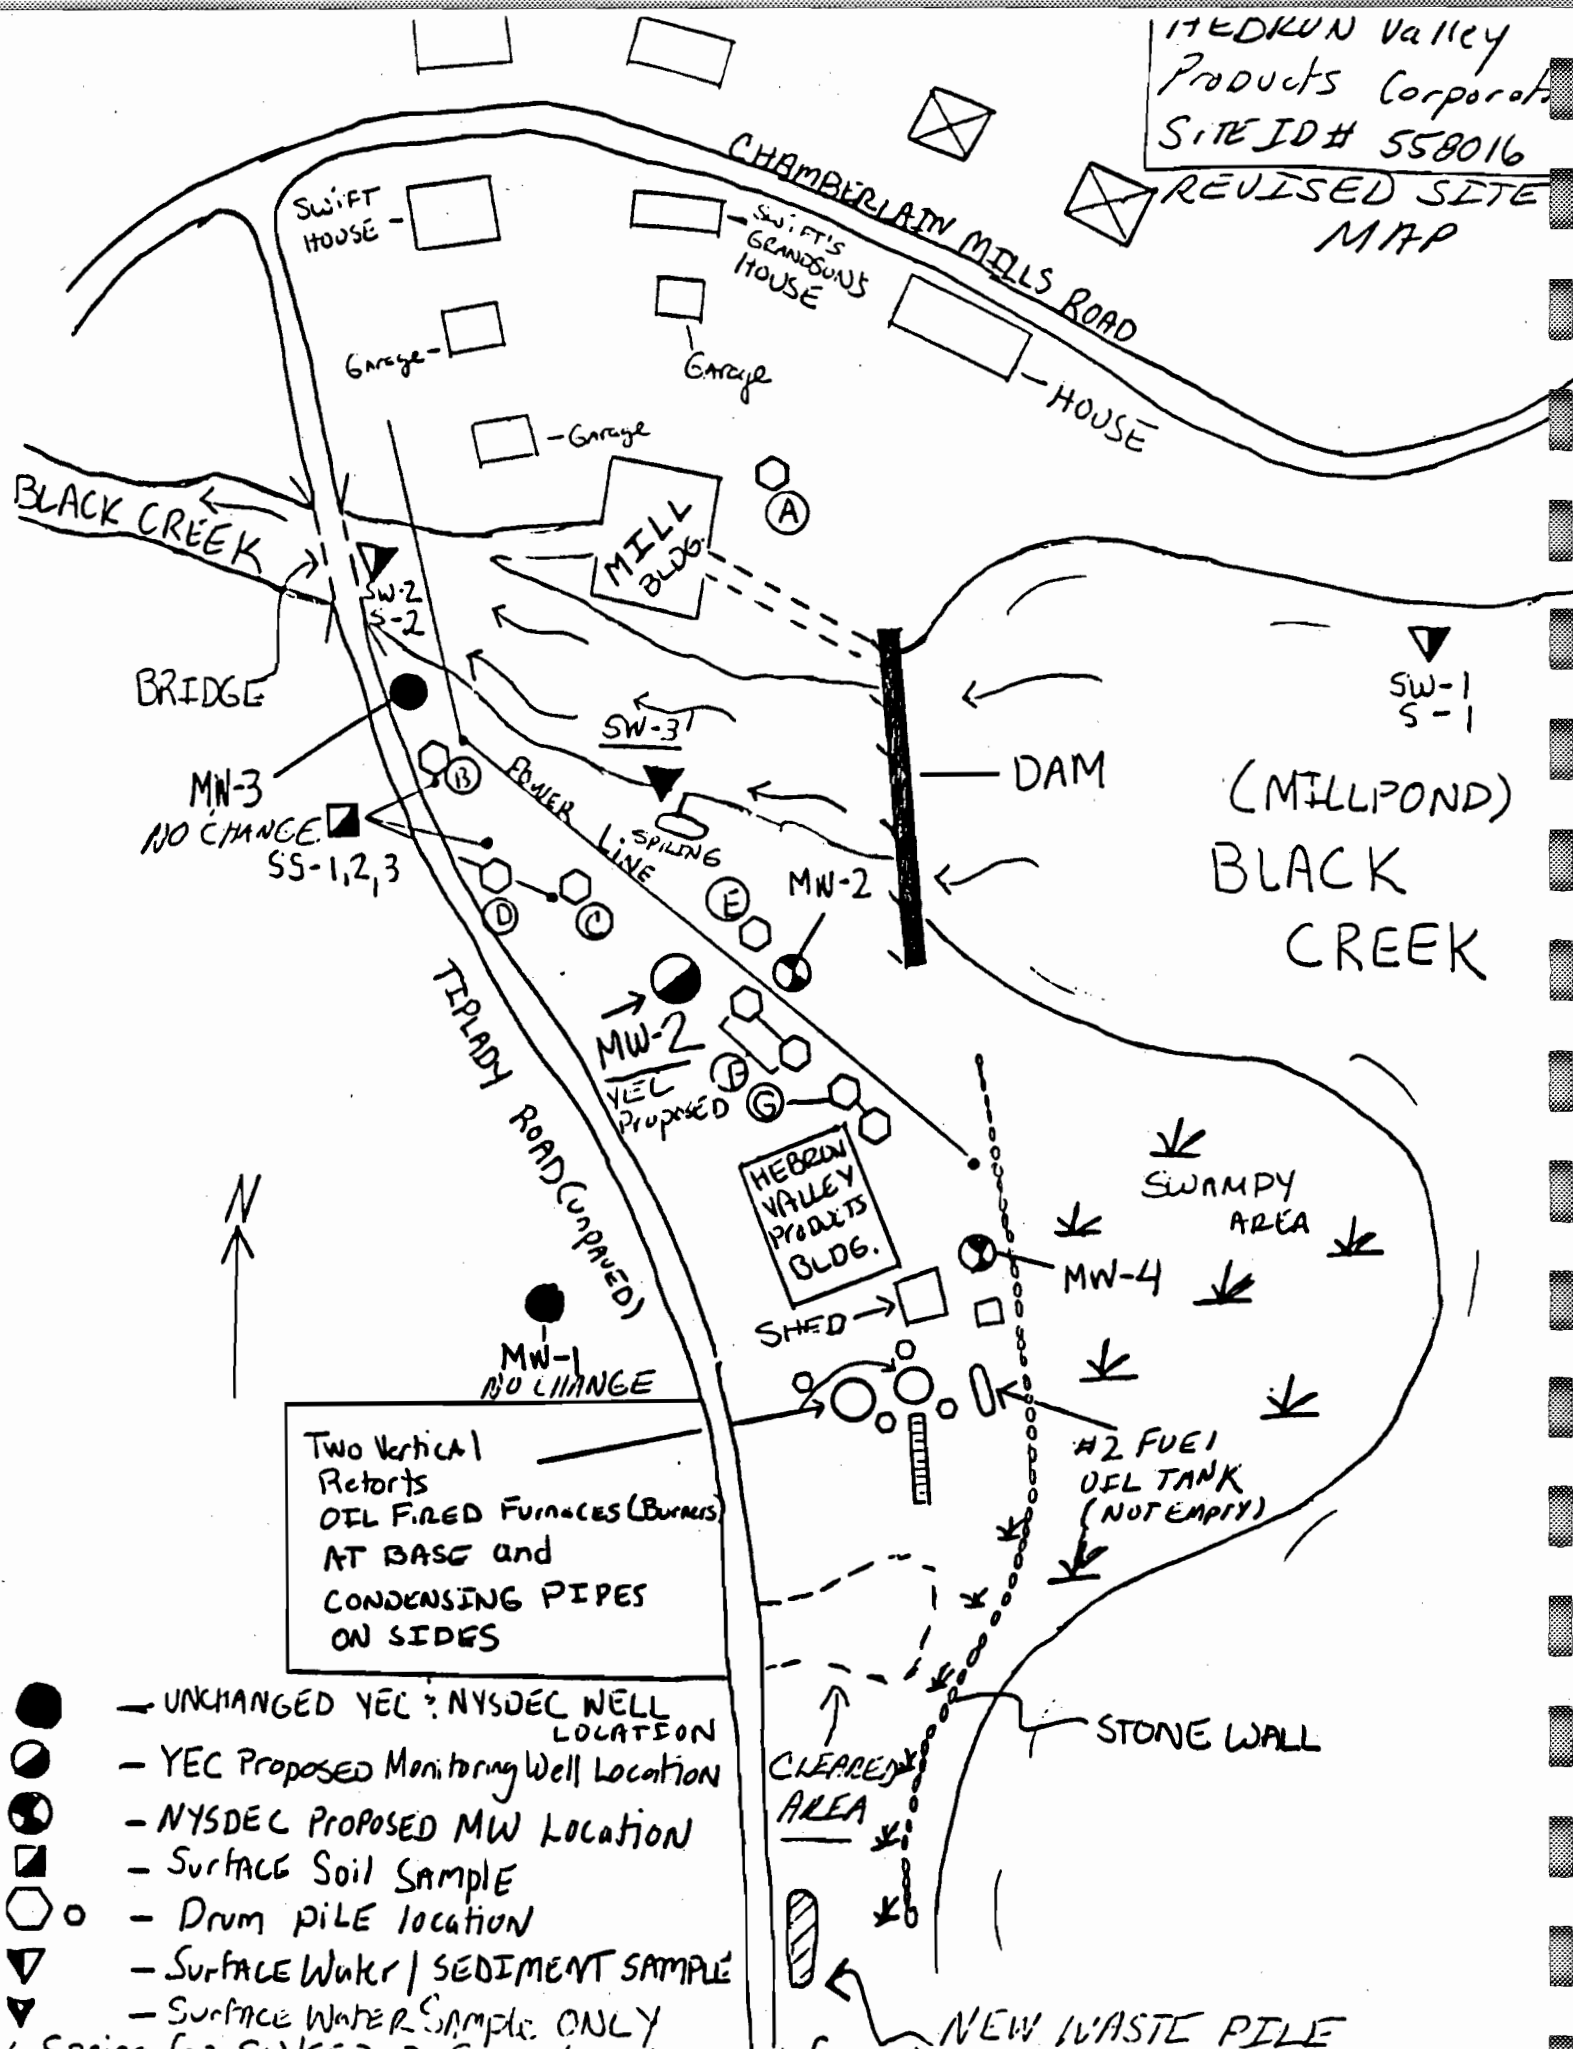 Valley
Products
SITE ID# 558016
REVISED SITE
MAP
CHAMBERLAIN MILLS ROAD
SWIFT
HOUSE
SWIFT'S
GRANDSON'S
HOUSE
Garage
Garage
HOUSE
Garage
A
MILL
BLDG.
BLACK CREEK
SW-2
S-2
BRIDGE
SW-1
S-1
SW-3
DAM
(MILLPOND)
BLACK
CREEK
MW-3
NO CHANGE
SS-1,2,3
B
POWER
LINE
SPRING
MW-2
E
D
C
TIPLADY ROAD (UNPAVED)
MW-2
YEC
Proposed
F
G
HEBRON
VALLEY
PRODUCTS
BLDG.
SWAMPY
AREA
N
MW-4
SHED
MW-1
NO CHANGE
Two Vertical
Retorts
OIL FIRED Furnaces (Burners)
AT BASE and
CONDENSING PIPES
ON SIDES
#2 FUEL
OIL TANK
(NOT EMPTY)
STONE WALL
CLEARED
AREA
— UNCHANGED YEC & NYSDEC WELL
LOCATION
— YEC Proposed Monitoring Well Location
— NYSDEC PROPOSED MW Location
— Surface Soil Sample
— Drum pile location
— Surface Water / SEDIMENT SAMPLE
— Surface Water Sample ONLY
NEW WASTE PILE